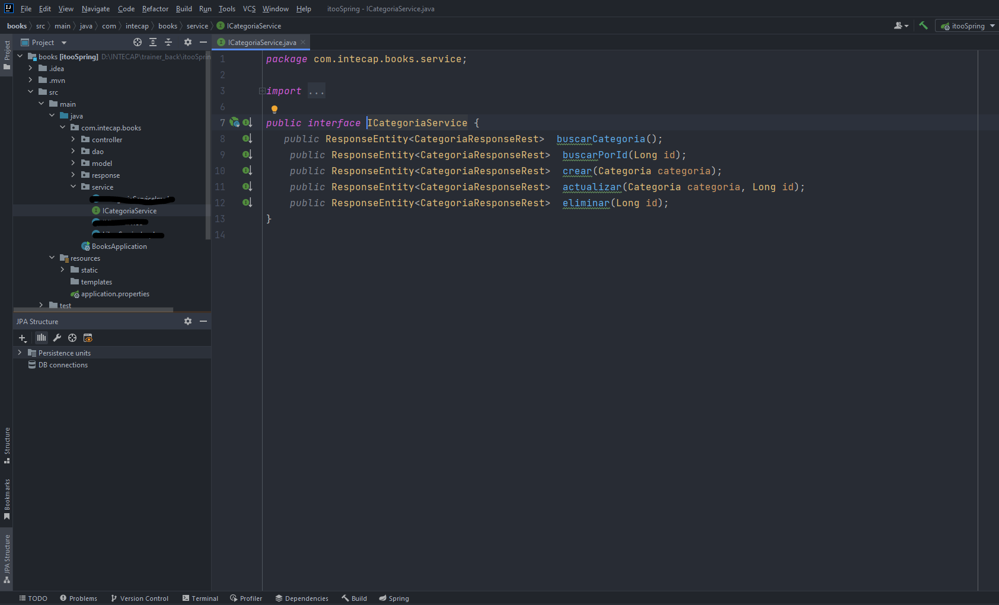 File Edit View Navigate Code Refactor Build Run Tools VCS Window Help itooSpring - ICategoriaService.java
books src main java com intecap books service ICategoriaService itooSpring
Project
Project
ICategoriaService.java
books [itooSpring] D:\INTECAP\trainer_back\itooSprin
.idea
.mvn
src
main
java
com.intecap.books
controller
dao
model
response
service
ICategoriaService
BooksApplication
resources
static
templates
application.properties
test
1 package com.intecap.books.service;
2
3 import ...
6
7 public interface ICategoriaService {
8 public ResponseEntity<CategoriaResponseRest> buscarCategoria();
9 public ResponseEntity<CategoriaResponseRest> buscarPorId(Long id);
10 public ResponseEntity<CategoriaResponseRest> crear(Categoria categoria);
11 public ResponseEntity<CategoriaResponseRest> actualizar(Categoria categoria, Long id);
12 public ResponseEntity<CategoriaResponseRest> eliminar(Long id);
13 }
14
JPA Structure
Persistence units
DB connections
Structure
Bookmarks
JPA Structure
TODO Problems Version Control Terminal Profiler Dependencies Build Spring